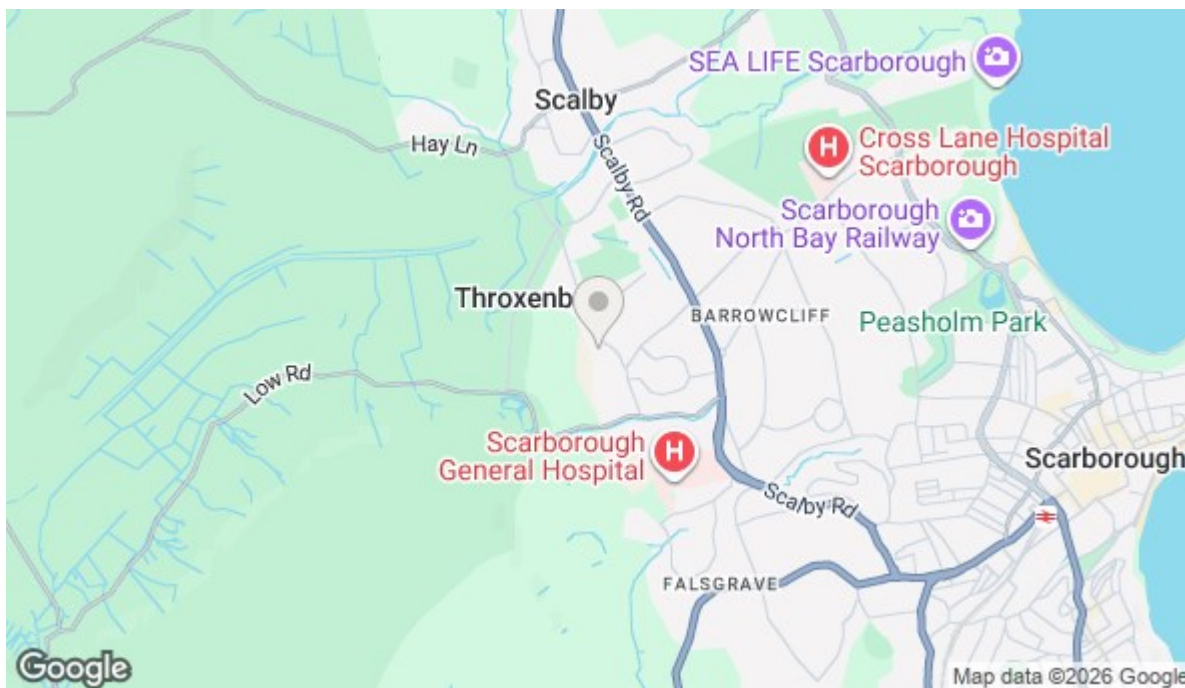 SEA LIFE Scarborough
Scalby
Cross Lane Hospital
Scarborough
Hay Ln
Scalby Rd
Scarborough
North Bay Railway
Throxenb
BARROWCLIFF
Peasholm Park
Low Rd
Scarborough
General Hospital
Scarborough
Scalby Rd
FALSGRAVE
Google
Map data ©2026 Google
H
H